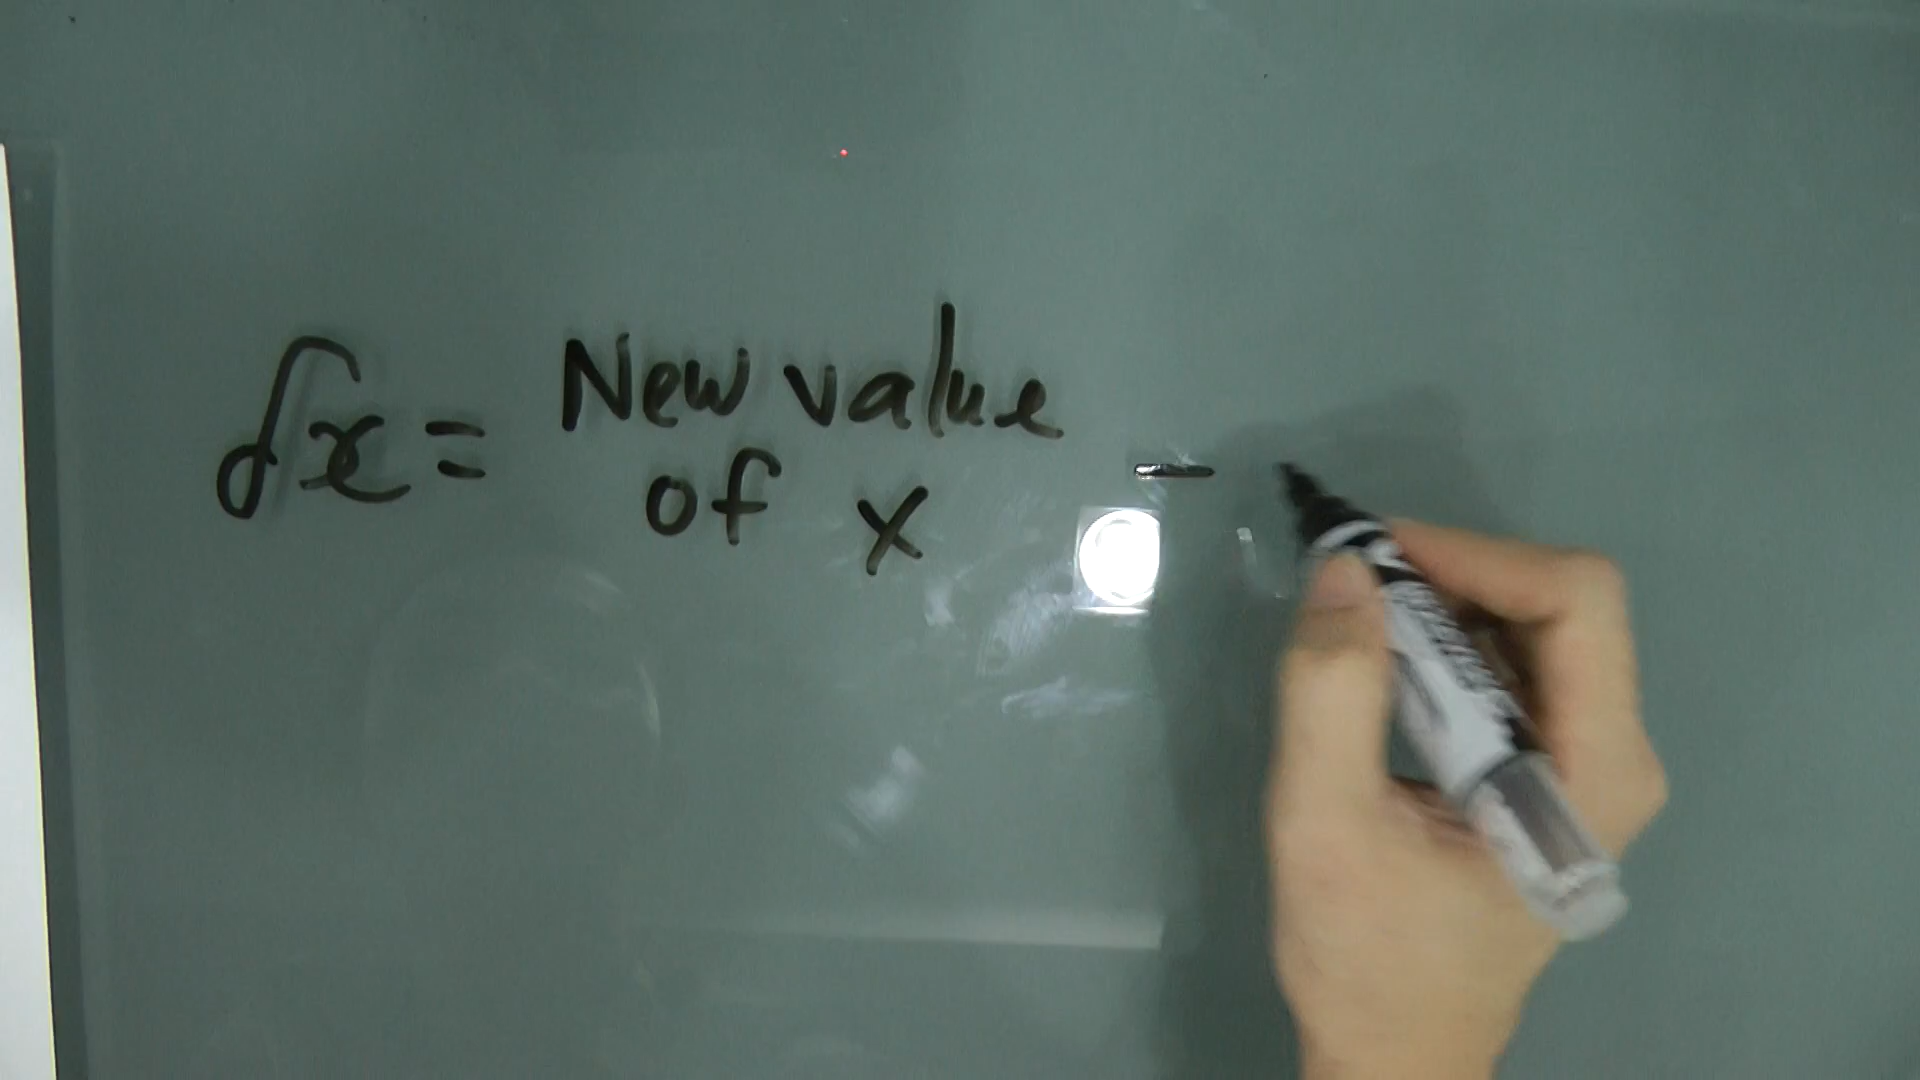 δx = New value
of x -